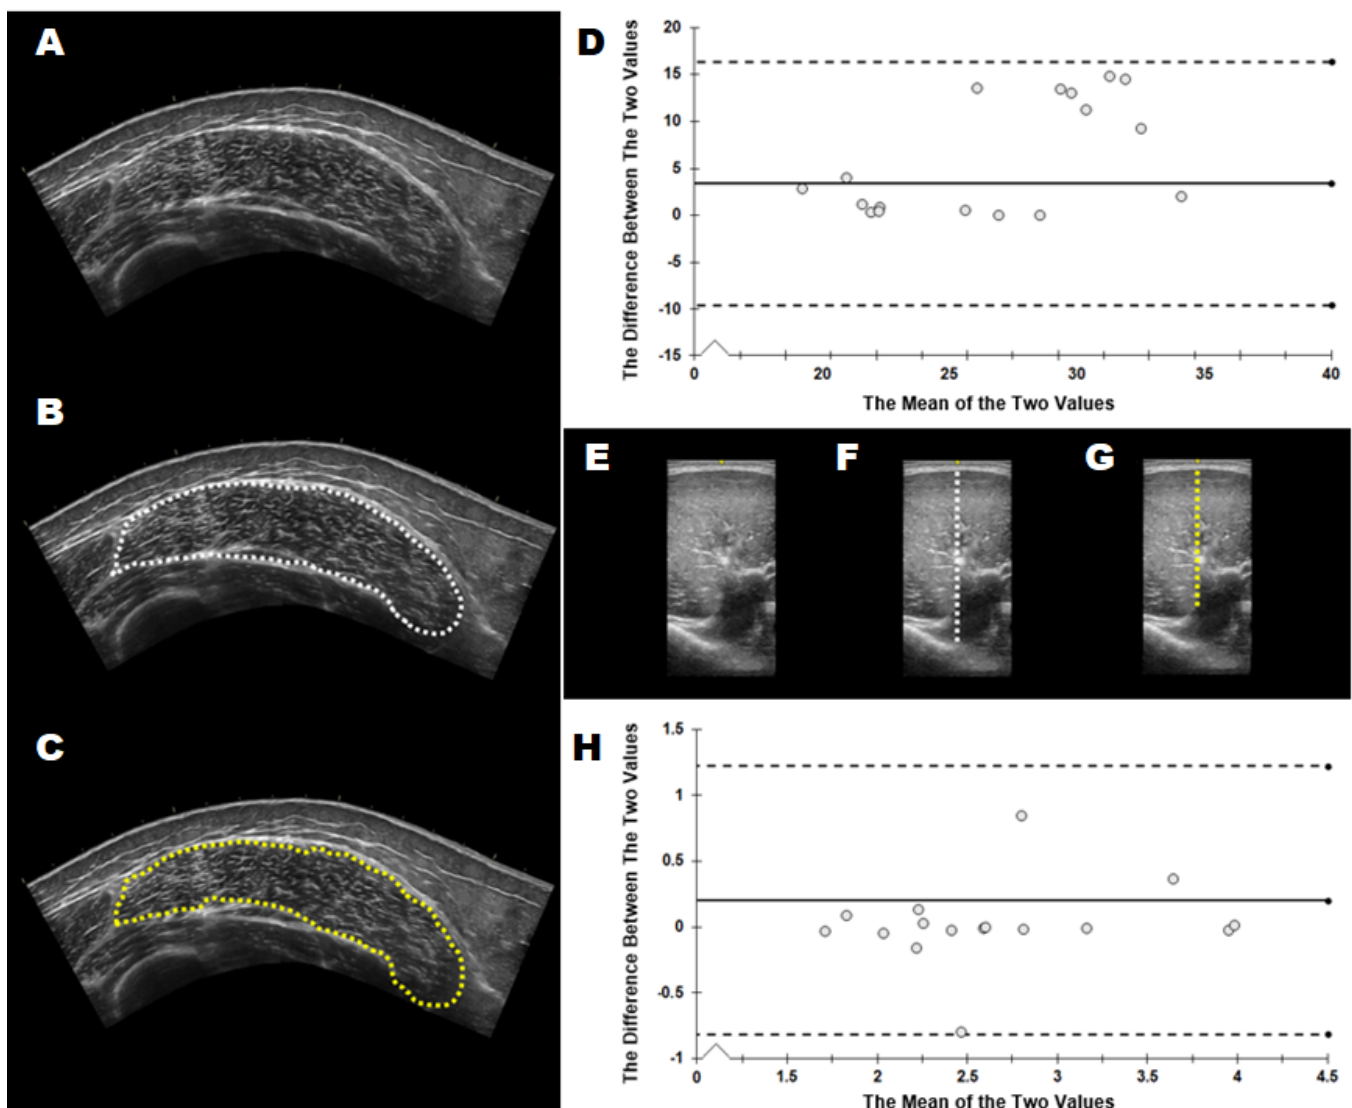 A
B
C
D
The Difference Between The Two Values
20
15
10
5
0
-5
-10
-15
0
20
25
30
35
40
The Mean of the Two Values
E
F
G
H
The Difference Between The Two Values
1.5
1
0.5
0
-0.5
-1
0
1.5
2
2.5
3
3.5
4
4.5
The Mean of the Two Values